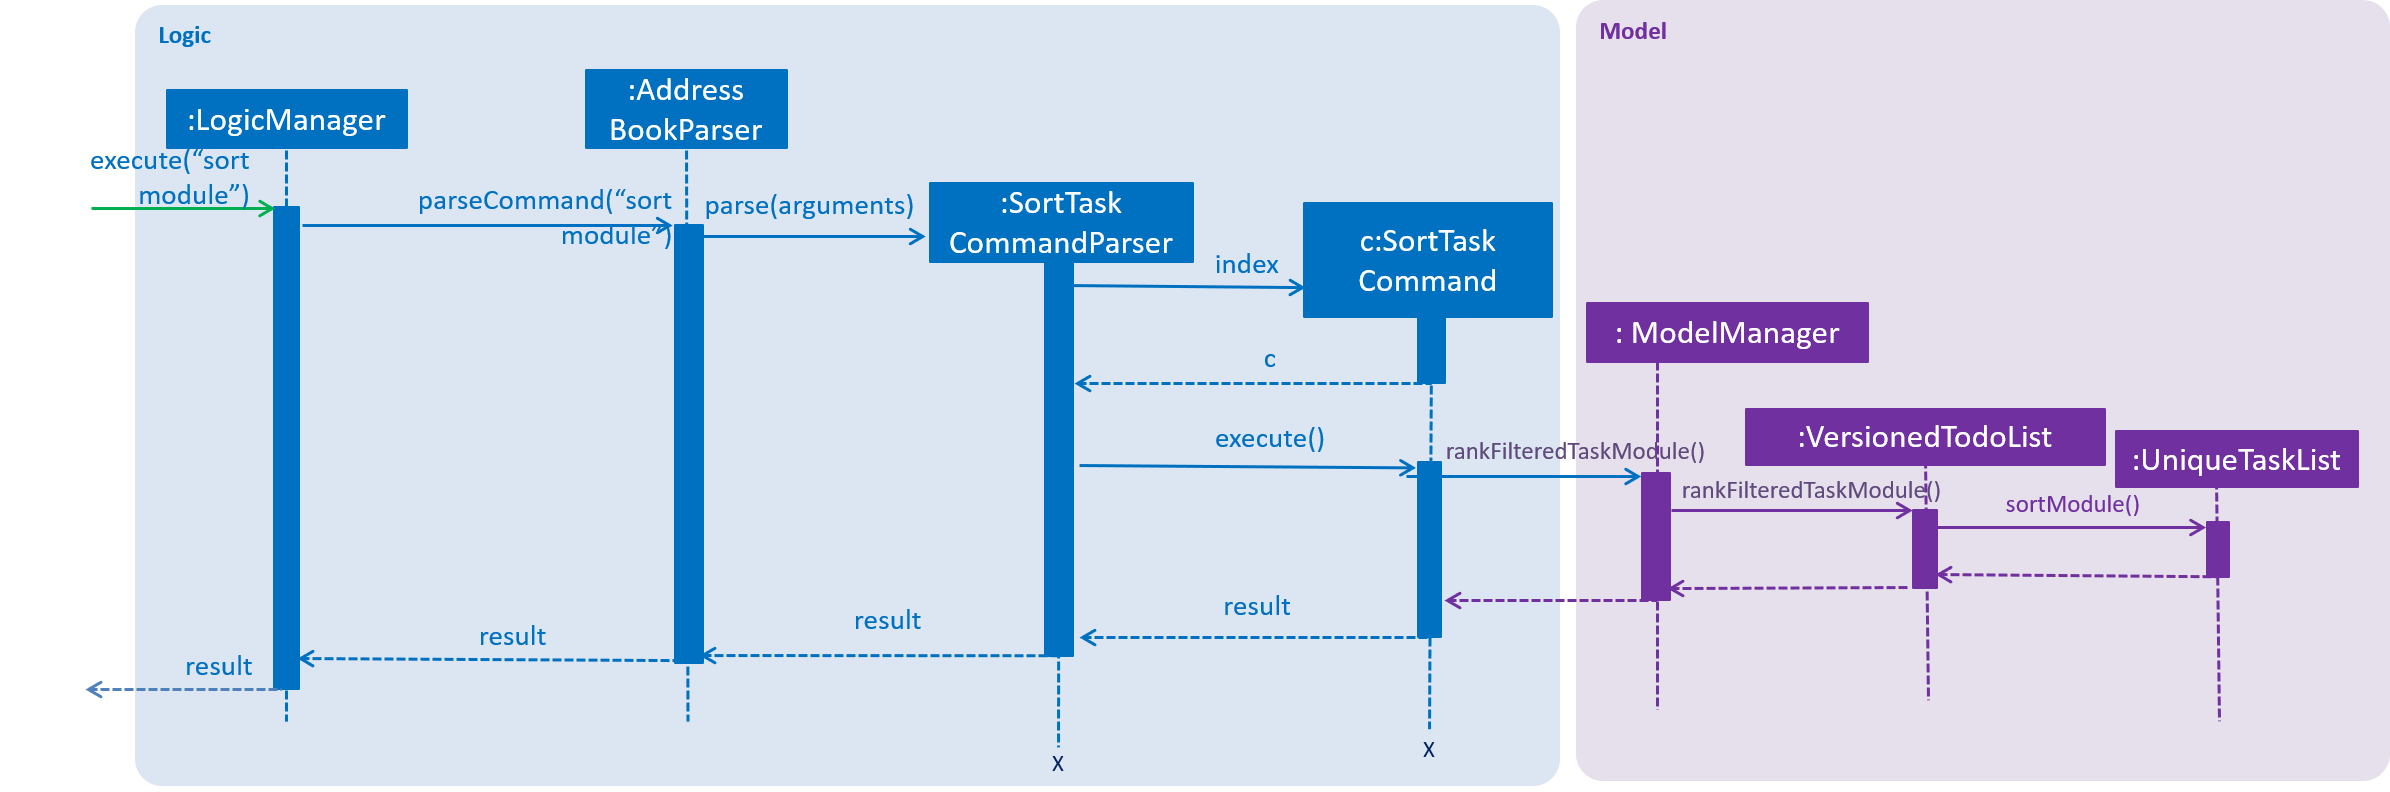 Logic
Model
:LogicManager
:Address
BookParser
execute(“sort
module”)
parseCommand(“sort
module”)
parse(arguments)
:SortTask
CommandParser
index
c:SortTask
Command
c
: ModelManager
execute()
rankFilteredTaskModule()
:VersionedTodoList
:UniqueTaskList
rankFilteredTaskModule()
sortModule()
result
result
result
result
X
X